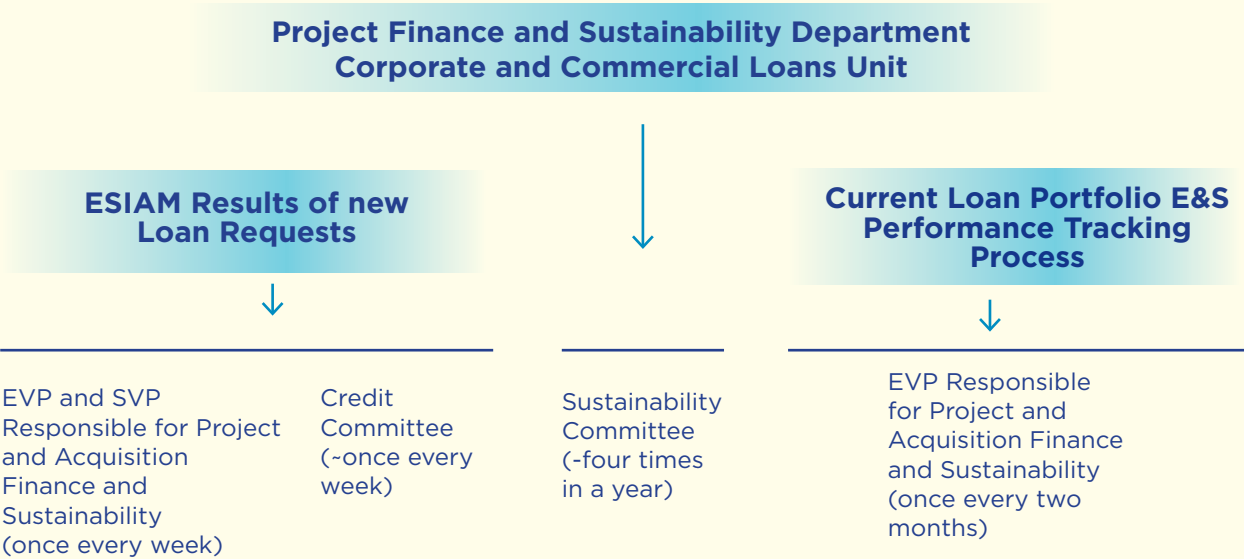 Project Finance and Sustainability Department
Corporate and Commercial Loans Unit
ESIAM Results of new
Loan Requests
Current Loan Portfolio E&S
Performance Tracking
Process
EVP and SVP
Responsible for Project
and Acquisition
Finance and
Sustainability
(once every week)
Credit
Committee
(~once every
week)
Sustainability
Committee
(-four times
in a year)
EVP Responsible
for Project and
Acquisition Finance
and Sustainability
(once every two
months)